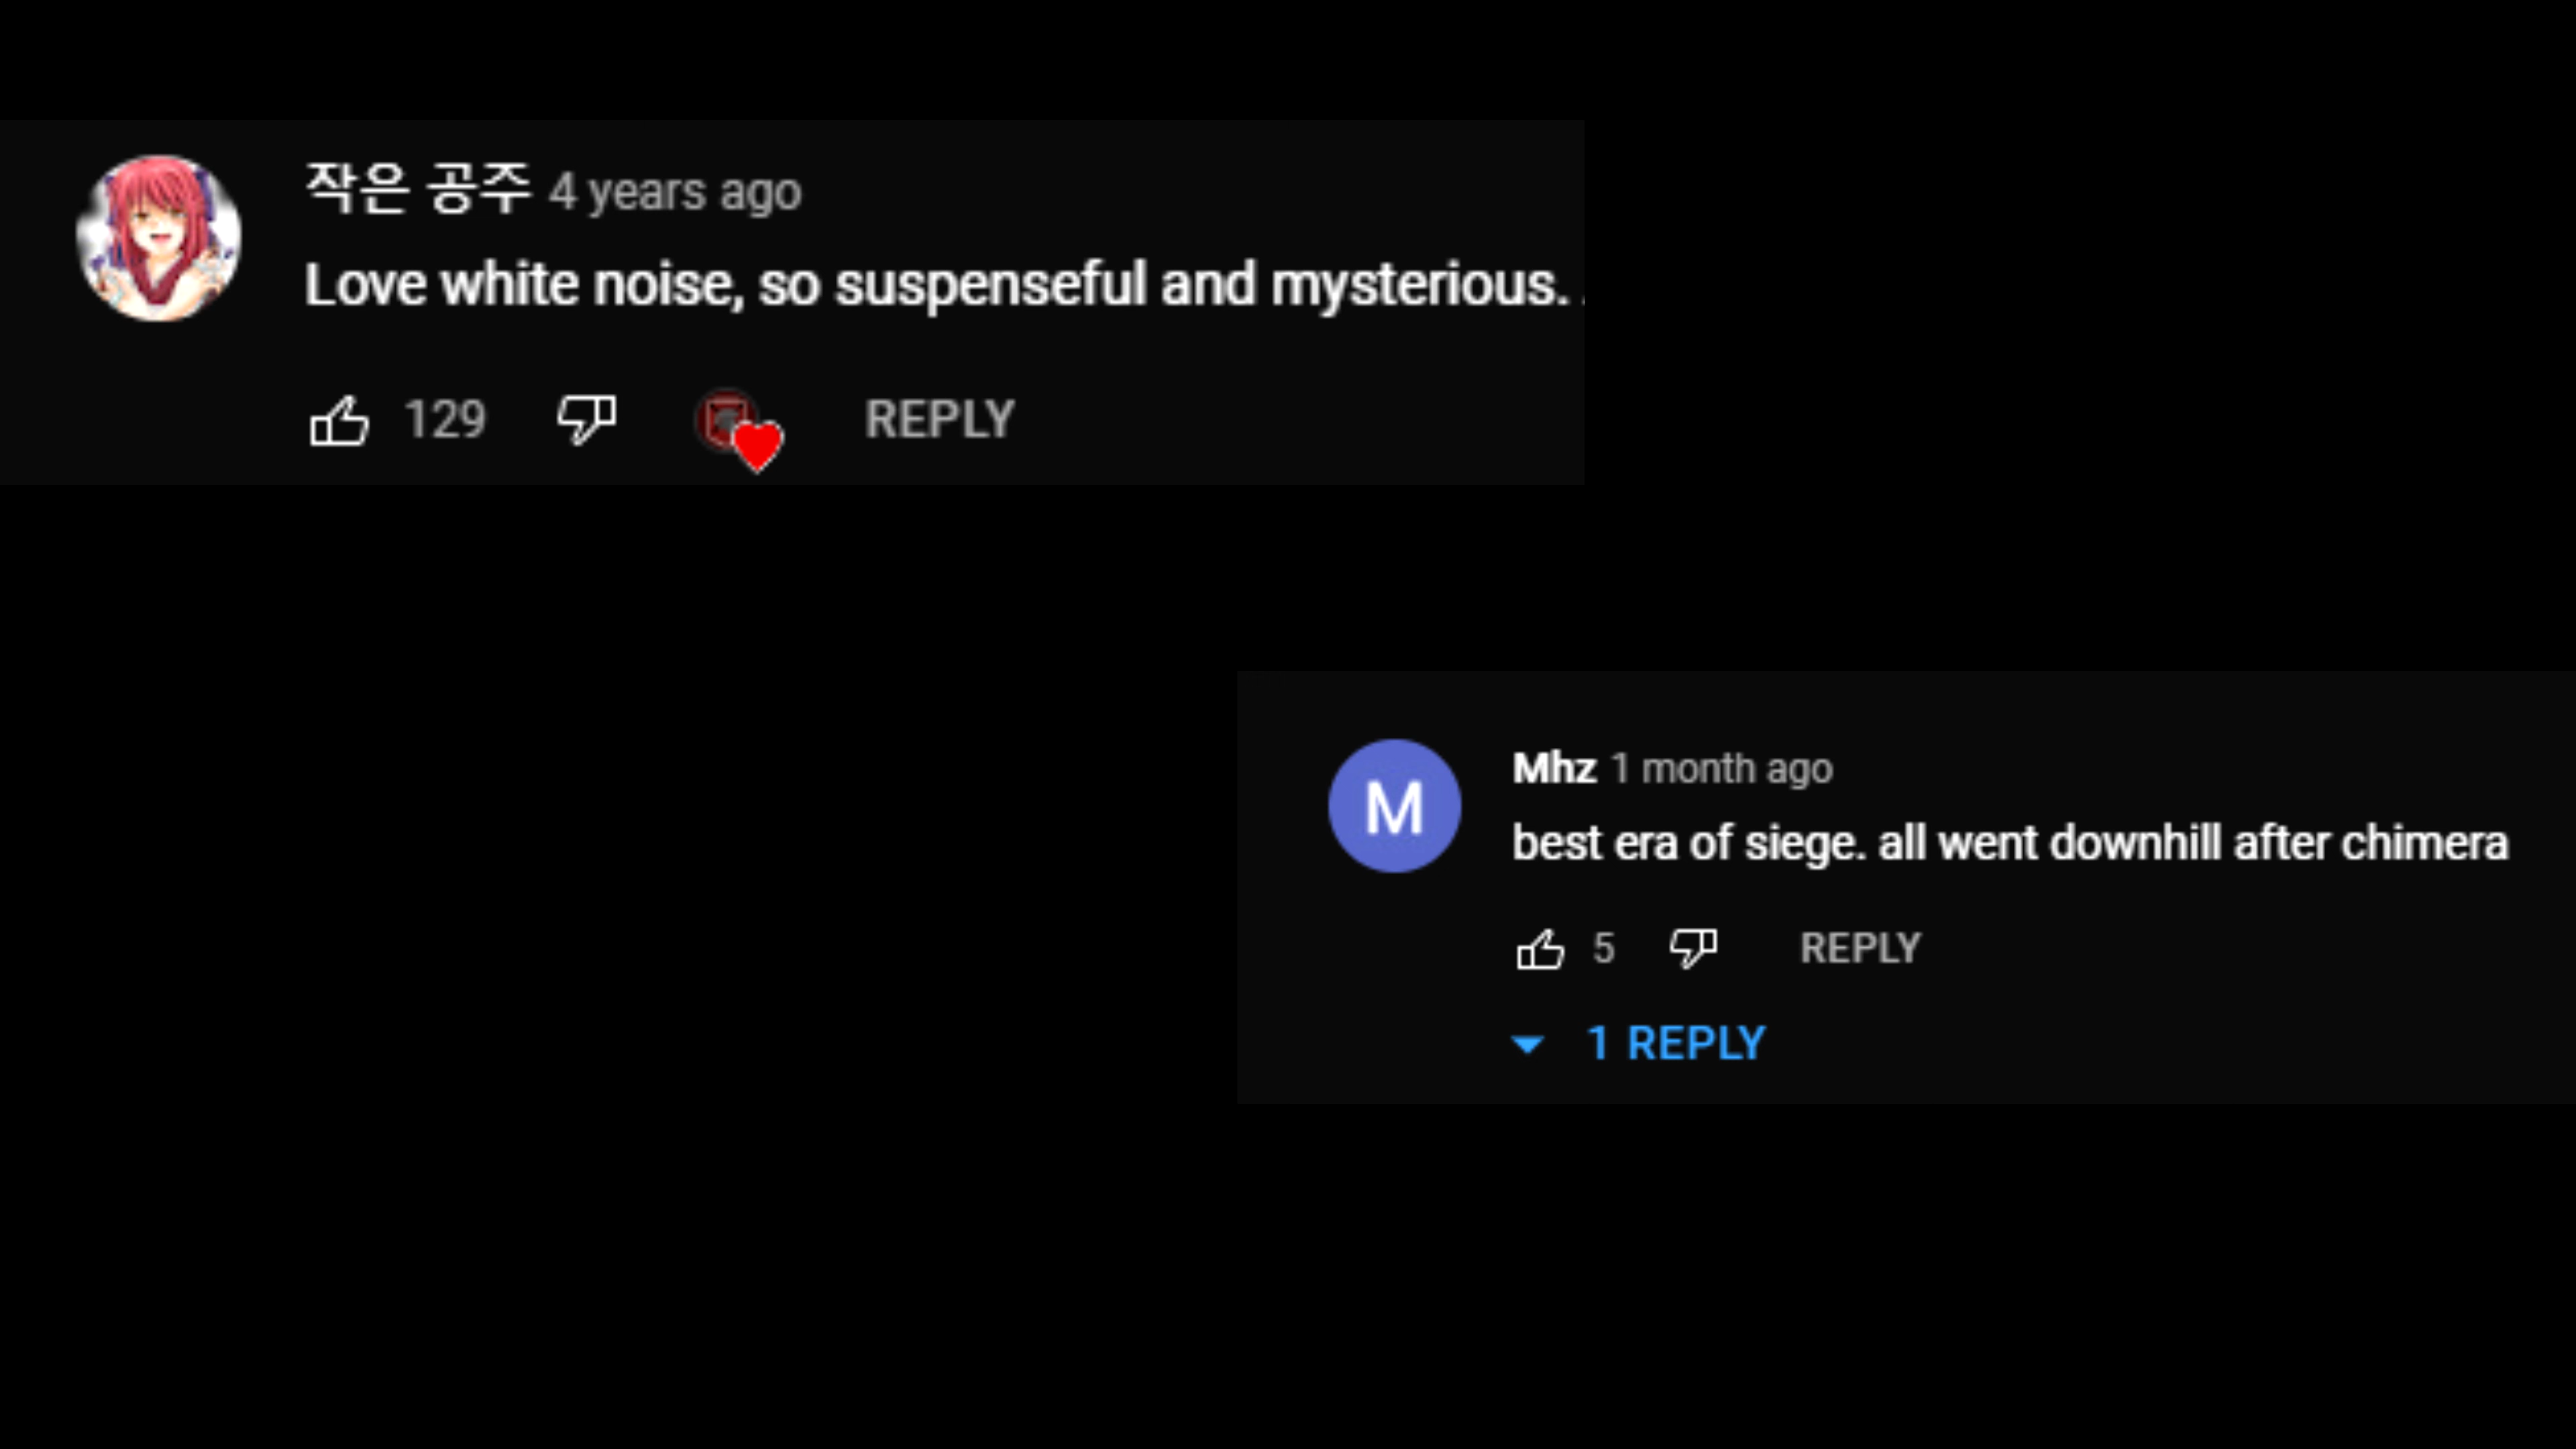 작은 공주 4 years ago
Love white noise, so suspenseful and mysterious.
129 REPLY
Mhz 1 month ago
M
best era of siege. all went downhill after chimera
5 REPLY
1 REPLY